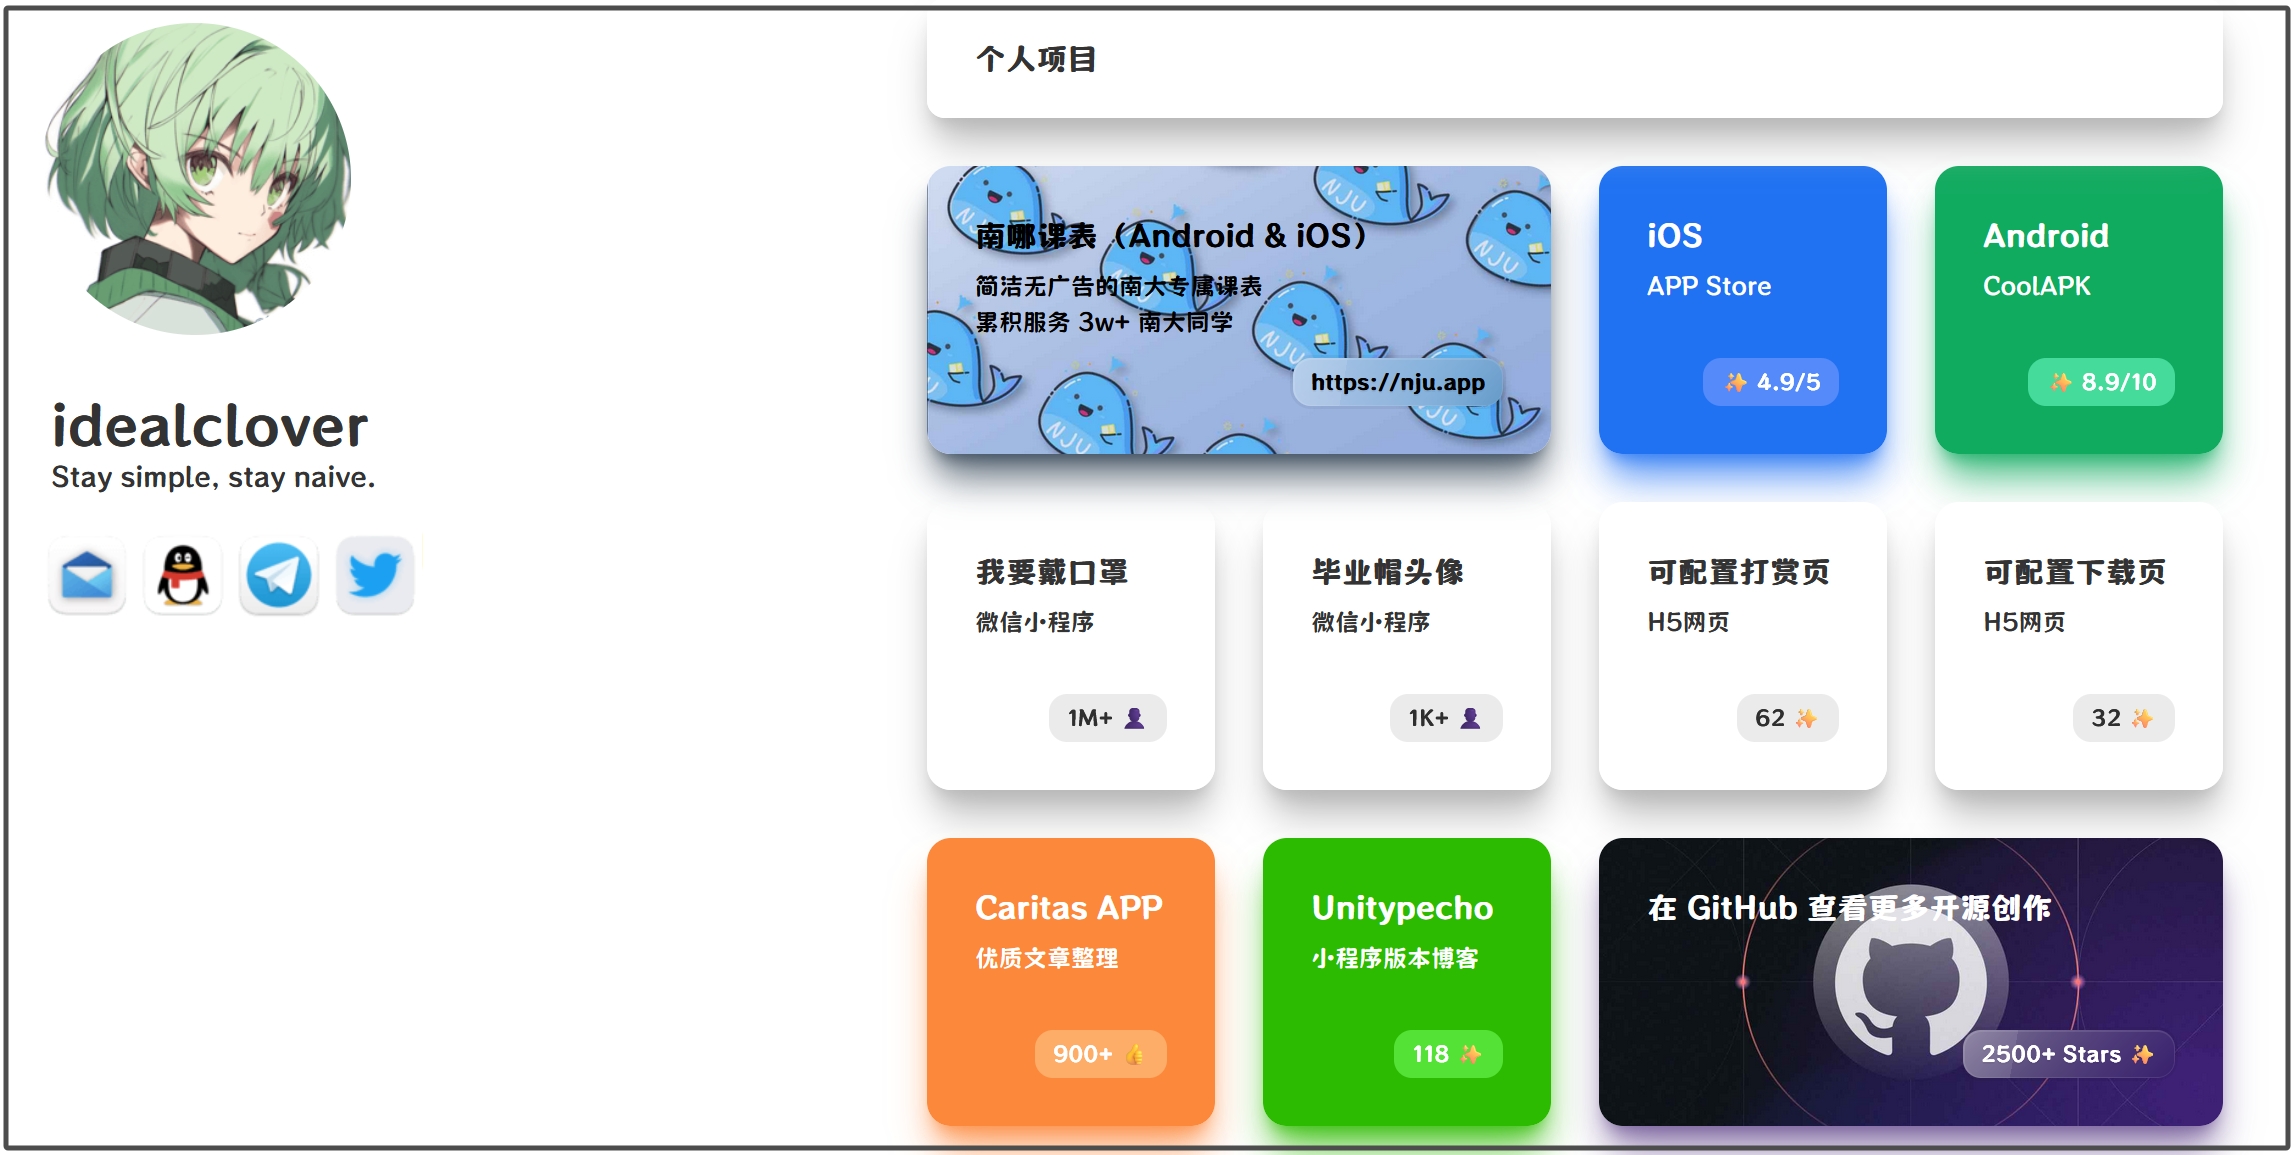 idealclover
Stay simple, stay naive.
个人项目
南哪课表（Android & iOS）
简洁无广告的南大专属课表
累积服务 3w+ 南大同学
https://nju.app
iOS
APP Store
✨ 4.9/5
Android
CoolAPK
✨ 8.9/10
我要戴口罩
微信小程序
1M+ 👤
毕业帽头像
微信小程序
1K+ 👤
可配置打赏页
H5网页
62 ✨
可配置下载页
H5网页
32 ✨
Caritas APP
优质文章整理
900+ 👍
Unitypecho
小程序版本博客
118 ✨
在 GitHub 查看更多开源创作
2500+ Stars ✨
NJU
NJU
NJU
NJU
NJU
NJU